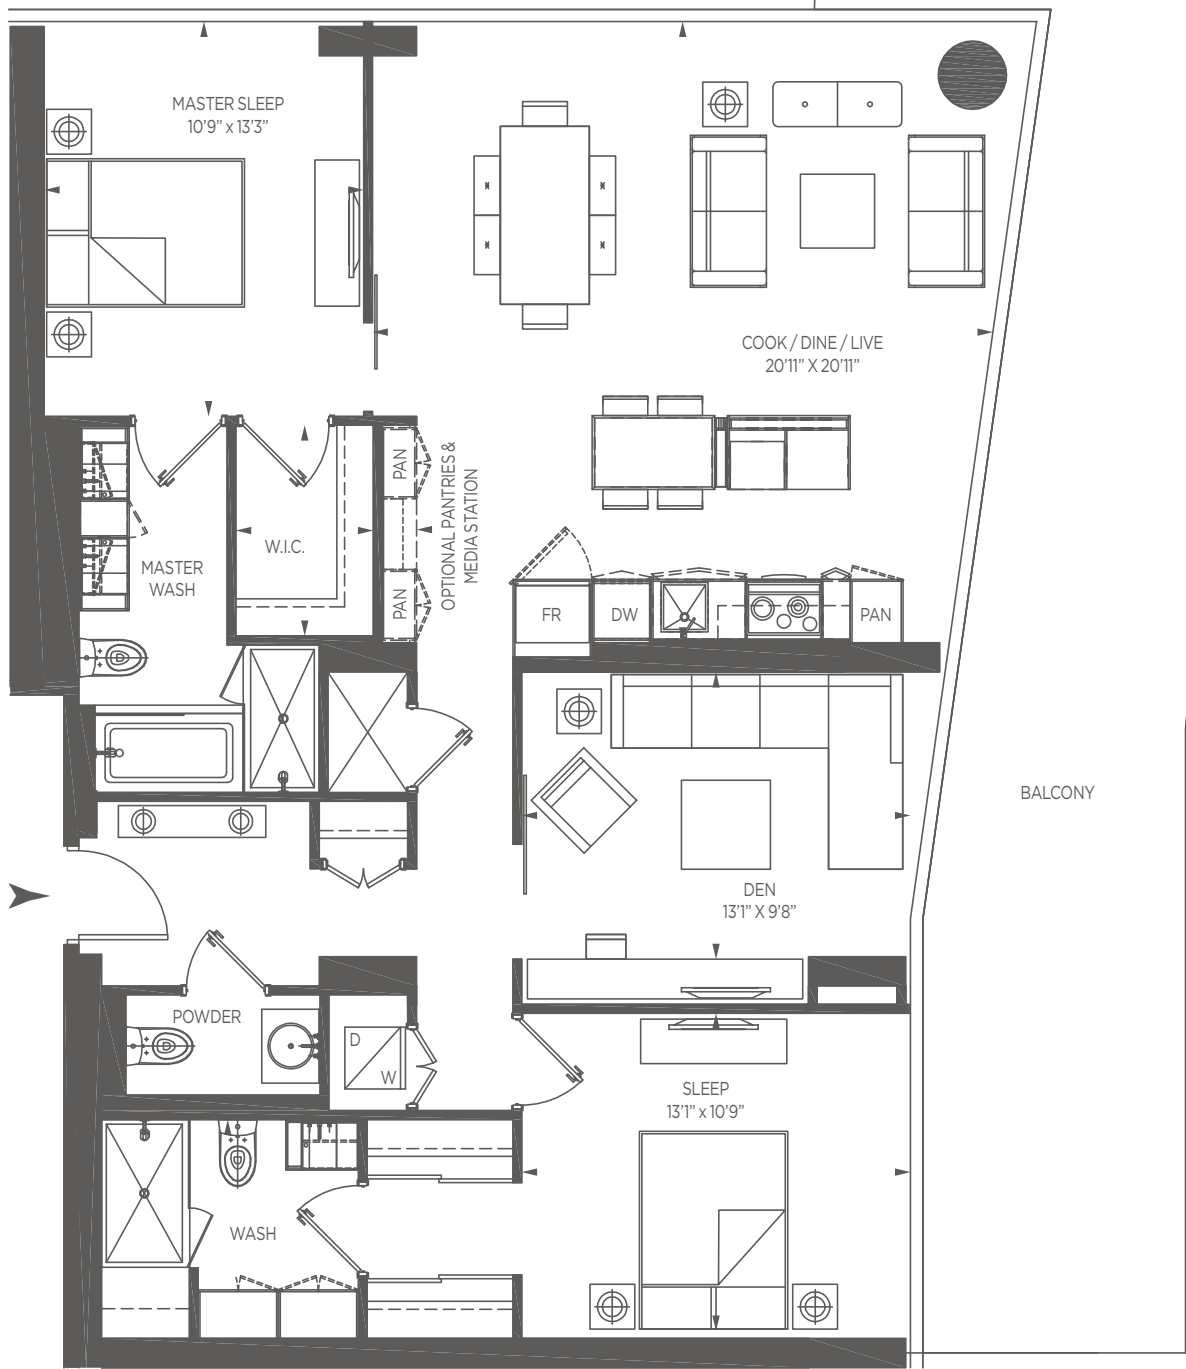 MASTER SLEEP
10'9" x 13'3"
COOK / DINE / LIVE
20'11" X 20'11"
PAN
OPTIONAL PANTRIES &
MEDIA STATION
W.I.C.
MASTER
WASH
PAN
FR
DW
PAN
BALCONY
DEN
13'1" X 9'8"
POWDER
D
W
SLEEP
13'1" x 10'9"
WASH